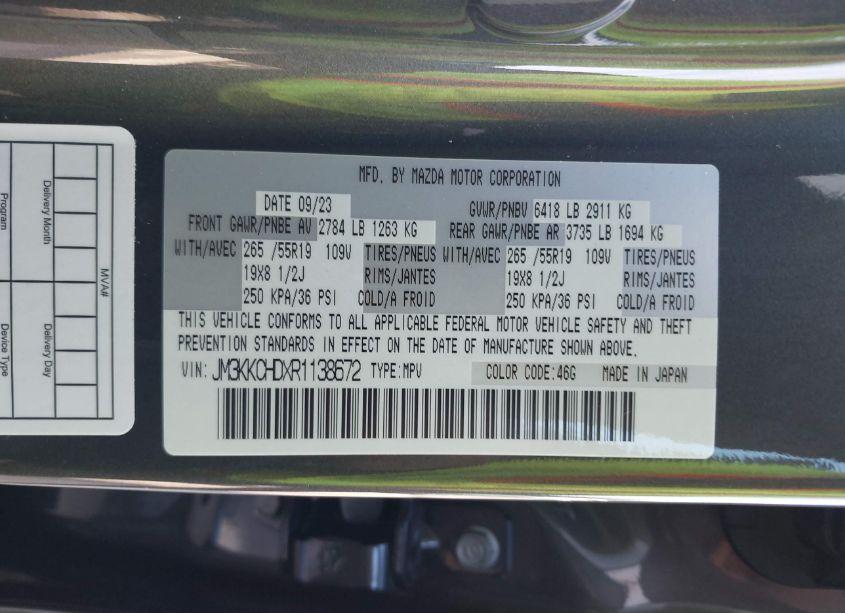 MFD. BY MAZDA MOTOR CORPORATION
DATE 09/23 GVWR/PNBV 6418 LB 2911 KG
FRONT GAWR/PNBE AV 2784 LB 1263 KG REAR GAWR/PNBE AR 3735 LB 1694 KG
WITH/AVEC 265 /55R19 109V TIRES/PNEUS WITH/AVEC 265 /55R19 109V TIRES/PNEUS
19X8 1/2J RIMS/JANTES 19X8 1/2J RIMS/JANTES
250 KPA/36 PSI COLD/A FROID 250 KPA/36 PSI COLD/A FROID
THIS VEHICLE CONFORMS TO ALL APPLICABLE FEDERAL MOTOR VEHICLE SAFETY AND THEFT
PREVENTION STANDARDS IN EFFECT ON THE DATE OF MANUFACTURE SHOWN ABOVE.
VIN: JM3KKCHDXR1138672 TYPE:MPV COLOR CODE:46G MADE IN JAPAN
MVA#
Delivery Month Delivery Day
Program Device Type